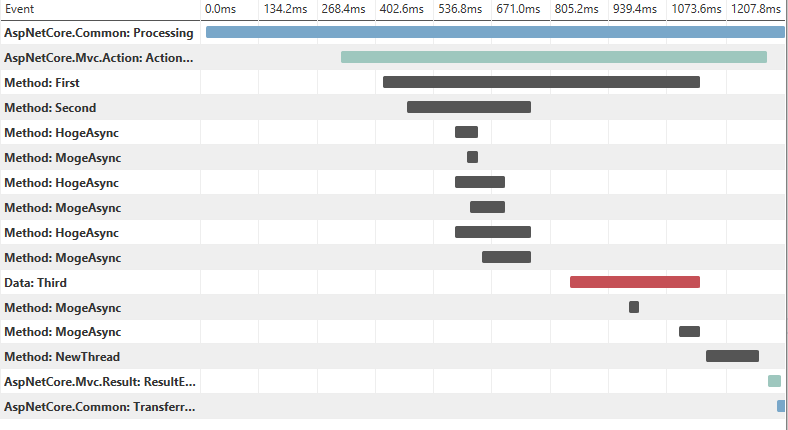 Event 0.0ms 134.2ms 268.4ms 402.6ms 536.8ms 671.0ms 805.2ms 939.4ms 1073.6ms 1207.8ms
AspNetCore.Common: Processing
AspNetCore.Mvc.Action: Action...
Method: First
Method: Second
Method: HogeAsync
Method: MogeAsync
Method: HogeAsync
Method: MogeAsync
Method: HogeAsync
Method: MogeAsync
Data: Third
Method: MogeAsync
Method: MogeAsync
Method: NewThread
AspNetCore.Mvc.Result: ResultE...
AspNetCore.Common: Transferr...